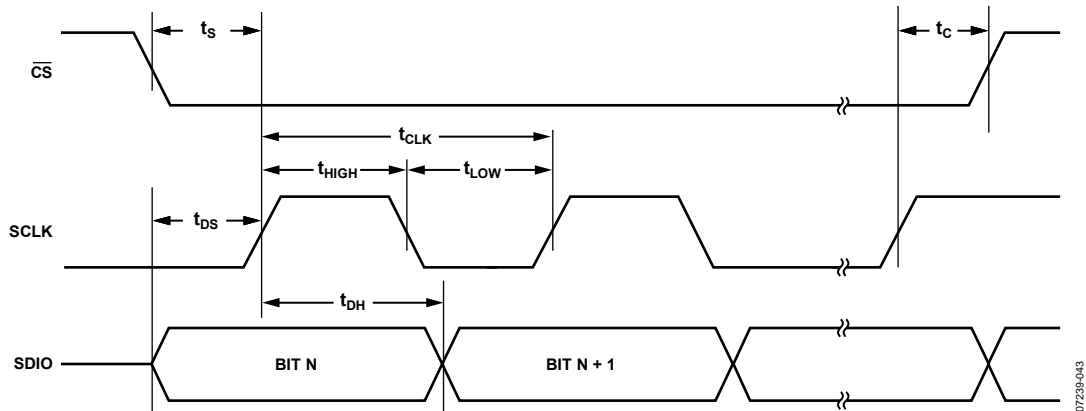 tS
tC
CS
tCLK
tHIGH
tLOW
tDS
SCLK
tDH
SDIO
BIT N
BIT N + 1
07239-043